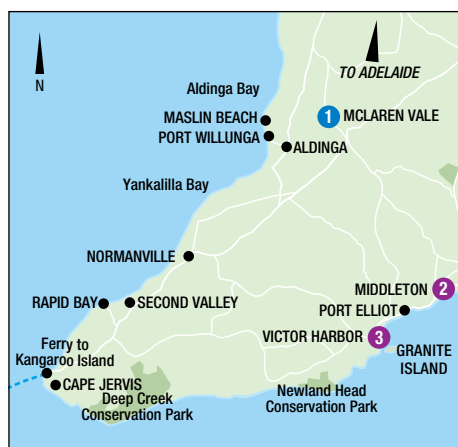 N
TO ADELAIDE
Aldinga Bay
MASLIN BEACH
1 MCLAREN VALE
PORT WILLUNGA
ALDINGA
Yankalilla Bay
NORMANVILLE
MIDDLETON 2
RAPID BAY
SECOND VALLEY
PORT ELLIOT
VICTOR HARBOR 3
Ferry to
Kangaroo Island
GRANITE
ISLAND
CAPE JERVIS
Deep Creek
Conservation Park
Newland Head
Conservation Park